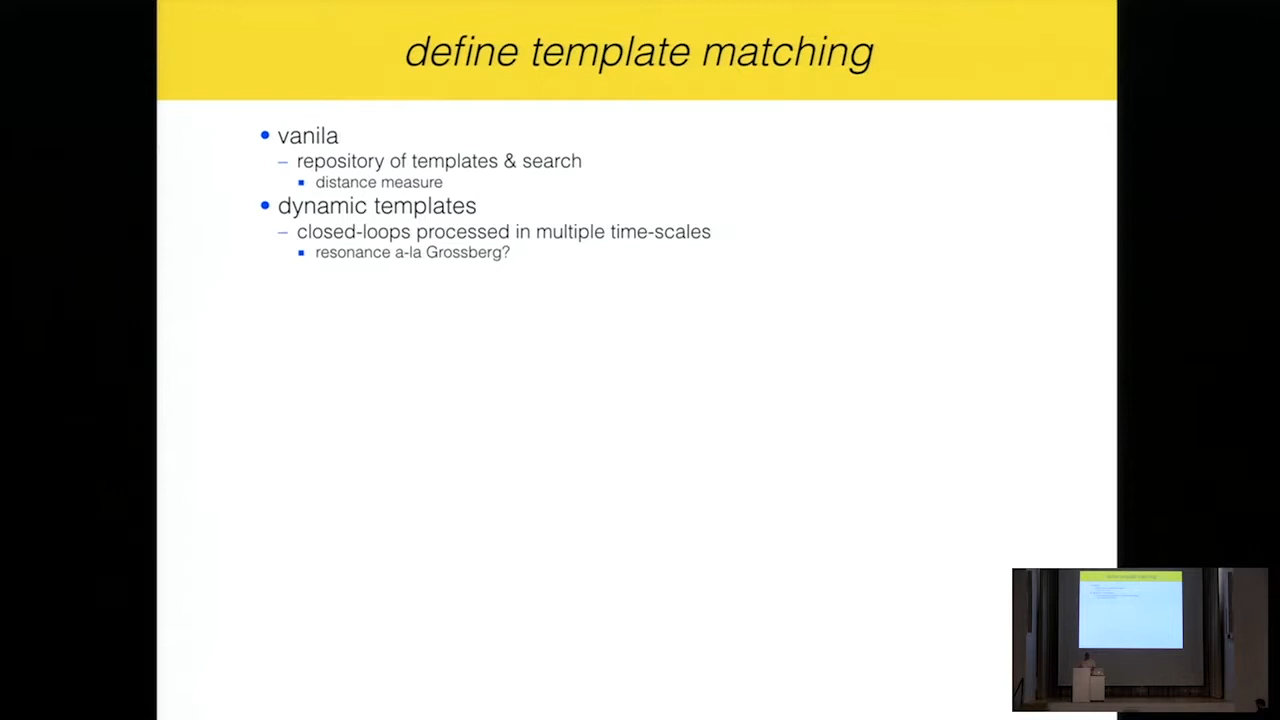 define template matching
• vanila
– repository of templates & search
▪ distance measure
• dynamic templates
– closed-loops processed in multiple time-scales
▪ resonance a-la Grossberg?